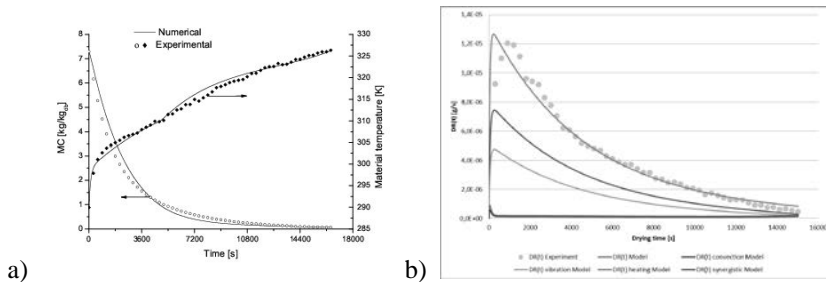 Numerical
Experimental
MC [kg/kgdb]
8
7
6
5
4
3
2
1
0
Material temperature [K]
335
330
325
320
315
310
305
300
295
290
285
0 3600 7200 10800 14400 18000
Time [s]
a)
DR(t) [g/s]
1,4E-05
1,2E-05
1,0E-05
8,0E-06
6,0E-06
4,0E-06
2,0E-06
0,0E+00
0 2000 4000 6000 8000 10000 12000 14000 16000
Drying time [s]
DR(t) Experiment DR(t) Model DR(t) convection Model
DR(t) vibration Model DR(t) heating Model DR(t) synergistic Model
b)